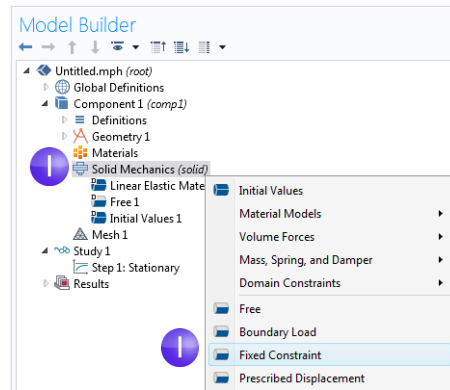 Model Builder
Untitled.mph (root)
Global Definitions
Component 1 (comp1)
Definitions
Geometry 1
Materials
Solid Mechanics (solid)
Linear Elastic Mate
Free 1
Initial Values 1
Mesh 1
Study 1
Step 1: Stationary
Results
Initial Values
Material Models
Volume Forces
Mass, Spring, and Damper
Domain Constraints
Free
Boundary Load
Fixed Constraint
Prescribed Displacement